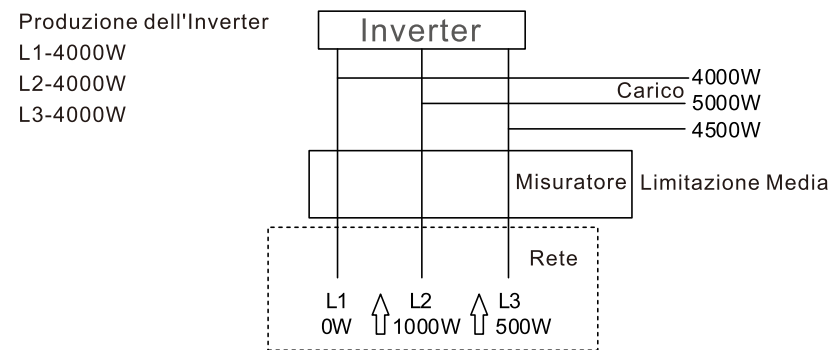 Produzione dell'Inverter
L1-4000W
L2-4000W
L3-4000W
Inverter
4000W
Carico
5000W
4500W
Misuratore
Limitazione Media
Rete
L1
L2
L3
0W
1000W
500W